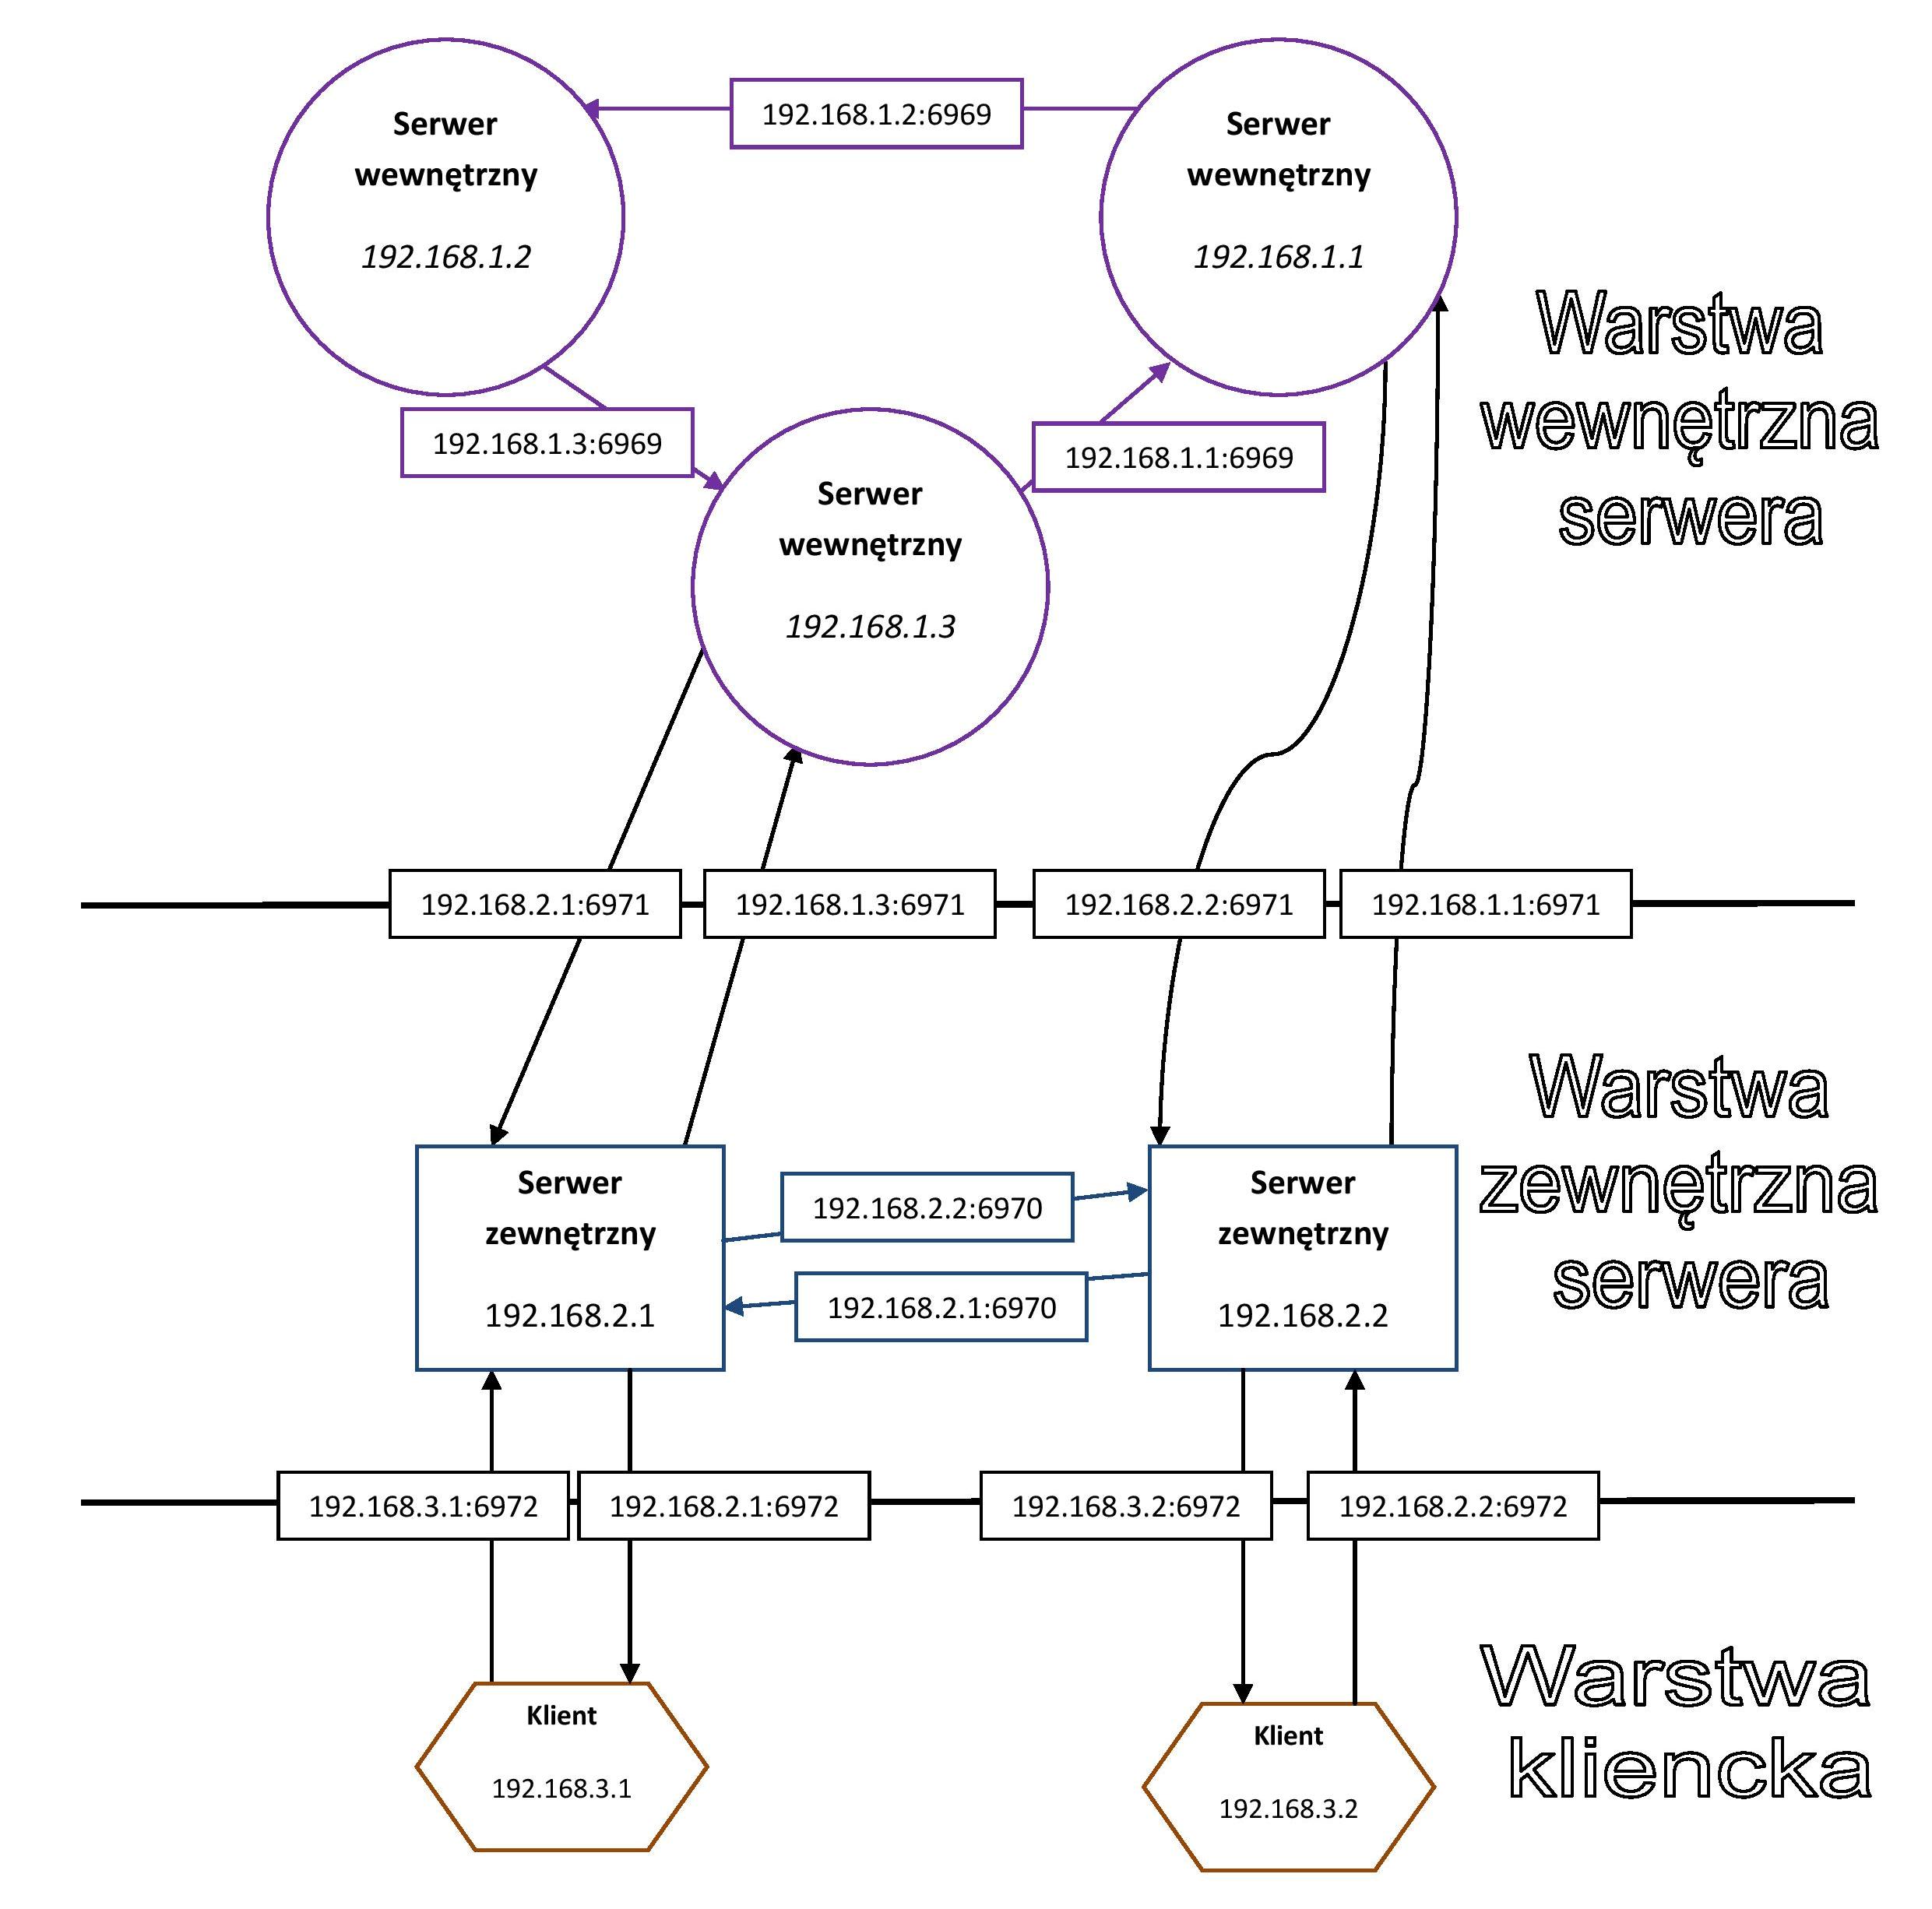 192.168.1.2:6969
Serwer
wewnętrzny
192.168.1.2
Serwer
wewnętrzny
192.168.1.1
Warstwa
wewnętrzna
serwera
192.168.1.3:6969
192.168.1.1:6969
Serwer
wewnętrzny
192.168.1.3
192.168.2.1:6971
192.168.1.3:6971
192.168.2.2:6971
192.168.1.1:6971
Warstwa
zewnętrzna
serwera
Serwer
zewnętrzny
192.168.2.1
192.168.2.2:6970
192.168.2.1:6970
Serwer
zewnętrzny
192.168.2.2
192.168.3.1:6972
192.168.2.1:6972
192.168.3.2:6972
192.168.2.2:6972
Warstwa
kliencka
Klient
192.168.3.1
Klient
192.168.3.2